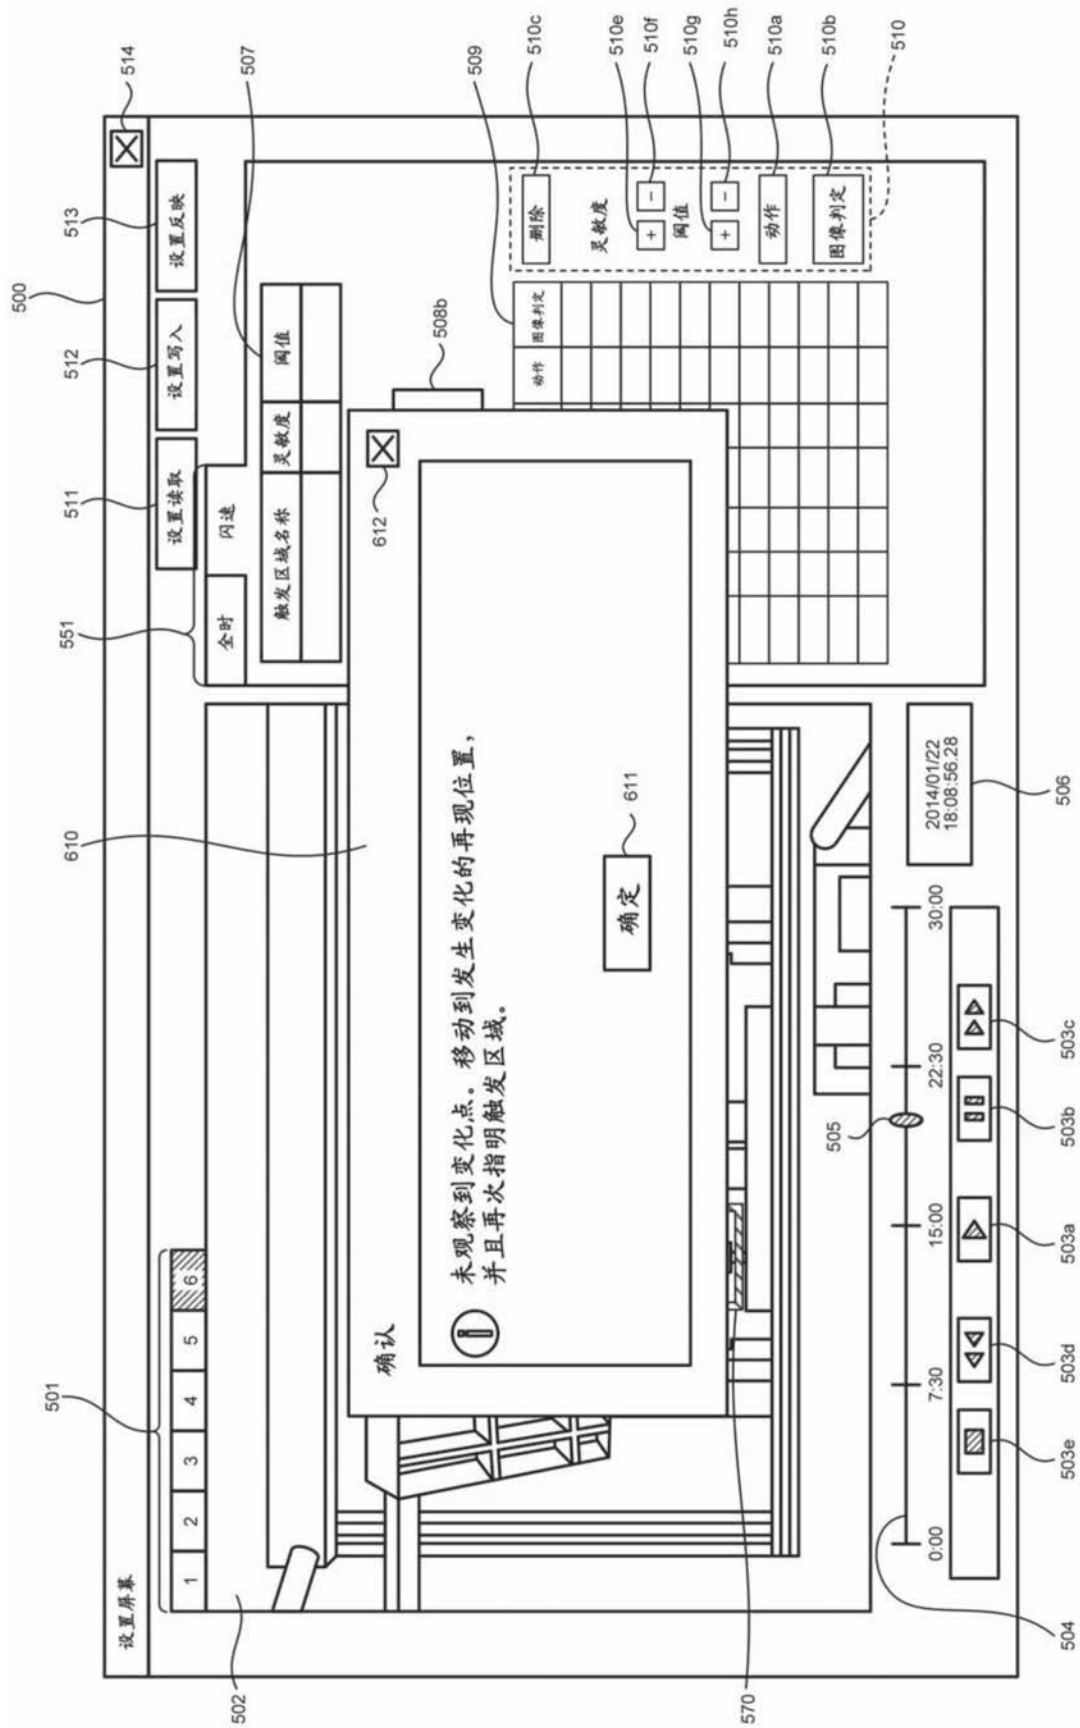 500
设置屏幕
514
501
1 2 3 4 5 6
511
512
513
设置读取 设置写入 设置反映
502
551
全时 闪速
507
触发区域名称 灵敏度 阈值
610
确认
612
508b
未观察到变化点。移动到发生变化的再现位置，
并且再次指明触发区域。
确定
611
509
动作 图像判定
510c
删除
灵敏度
510e
+ -
510f
阈值
510g
+ -
510h
动作
510a
图像判定
510b
510
570
505
504
0:00 7:30 15:00 22:30 30:00
2014/01/22
18:08:56.28
506
503e 503d 503a 503b 503c